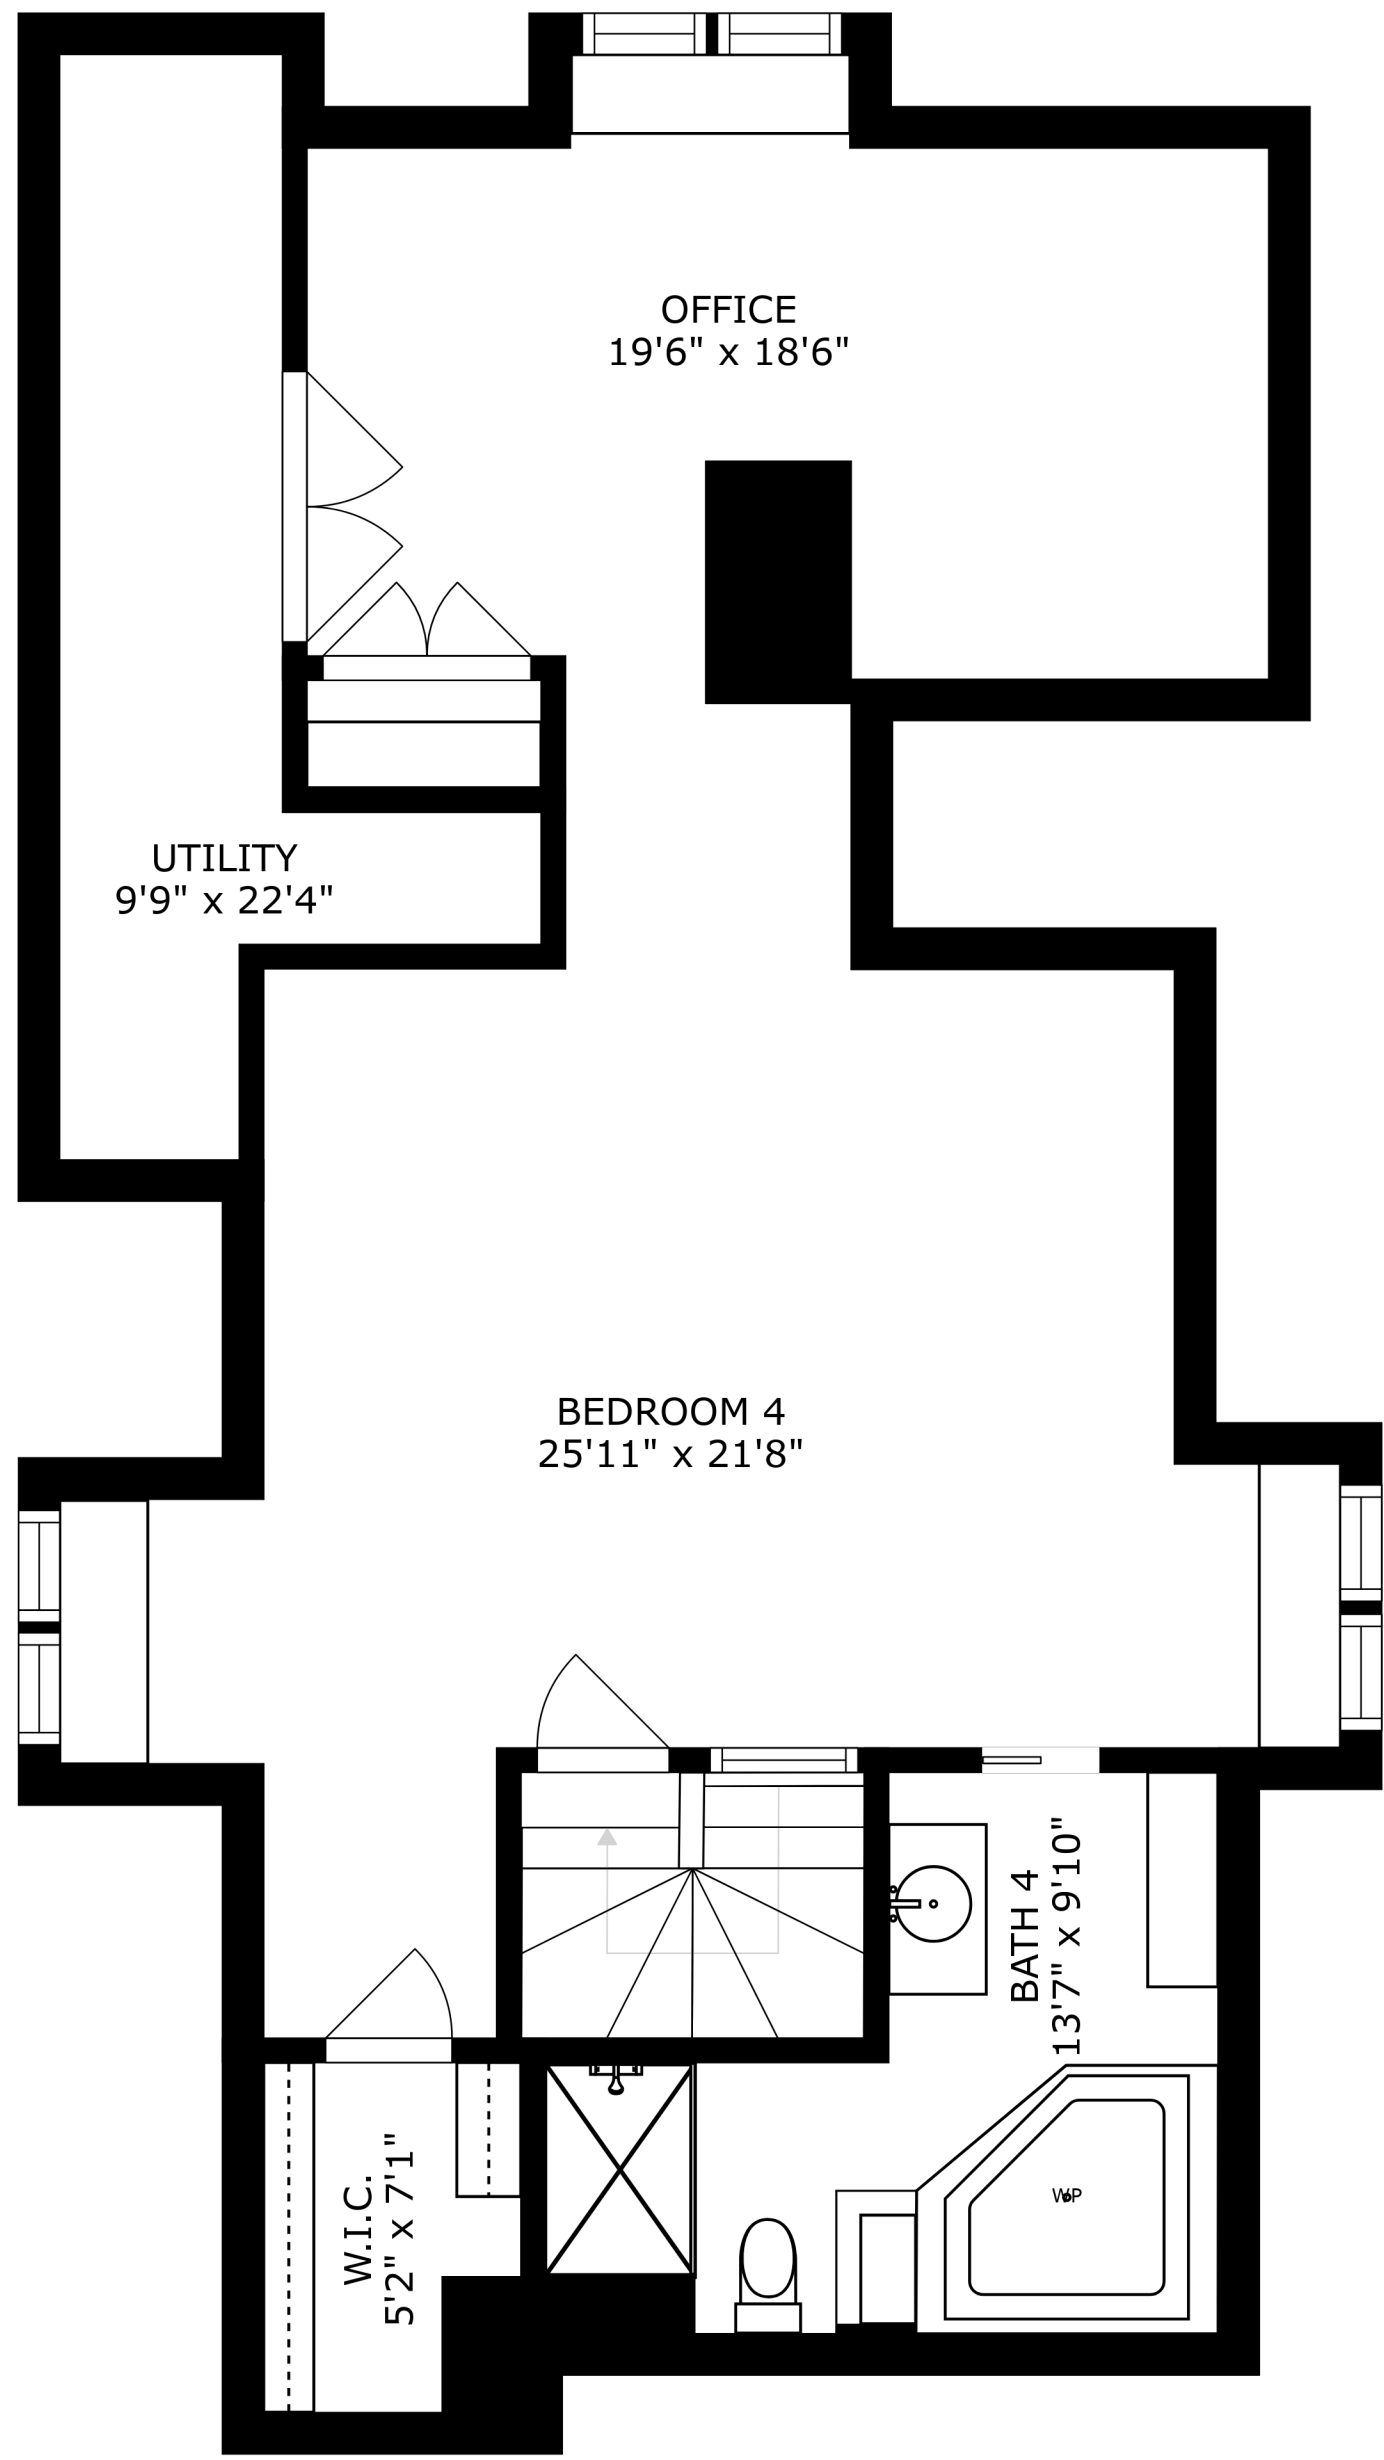 OFFICE
19'6" x 18'6"
UTILITY
9'9" x 22'4"
BEDROOM 4
25'11" x 21'8"
BATH 4
13'7" x 9'10"
W.I.C.
5'2" x 7'1"
WP